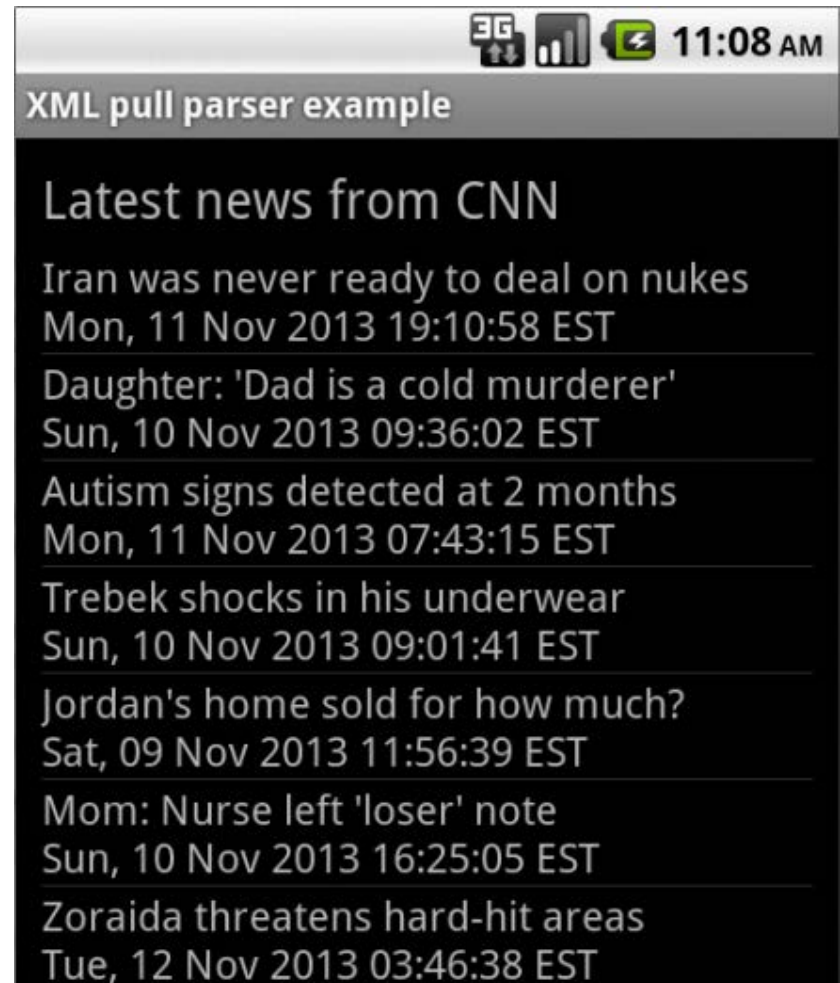 3G 11:08 AM
XML pull parser example
Latest news from CNN
Iran was never ready to deal on nukes
Mon, 11 Nov 2013 19:10:58 EST
Daughter: 'Dad is a cold murderer'
Sun, 10 Nov 2013 09:36:02 EST
Autism signs detected at 2 months
Mon, 11 Nov 2013 07:43:15 EST
Trebek shocks in his underwear
Sun, 10 Nov 2013 09:01:41 EST
Jordan's home sold for how much?
Sat, 09 Nov 2013 11:56:39 EST
Mom: Nurse left 'loser' note
Sun, 10 Nov 2013 16:25:05 EST
Zoraida threatens hard-hit areas
Tue, 12 Nov 2013 03:46:38 EST